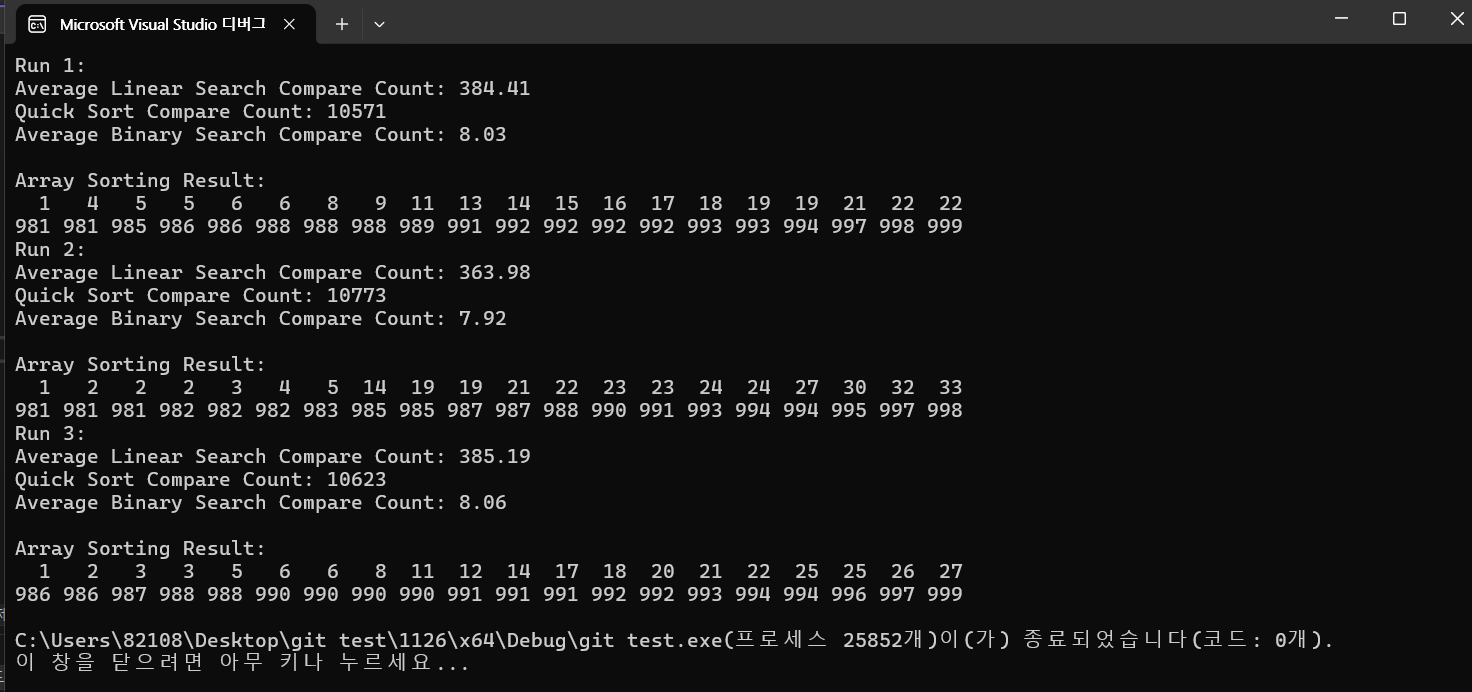 Microsoft Visual Studio 디버그
Run 1:
Average Linear Search Compare Count: 384.41
Quick Sort Compare Count: 10571
Average Binary Search Compare Count: 8.03
Array Sorting Result:
1 4 5 5 6 6 8 9 11 13 14 15 16 17 18 19 19 21 22 22
981 981 985 986 986 988 988 988 989 991 992 992 992 992 993 993 994 997 998 999
Run 2:
Average Linear Search Compare Count: 363.98
Quick Sort Compare Count: 10773
Average Binary Search Compare Count: 7.92
Array Sorting Result:
1 2 2 2 3 4 5 14 19 19 21 22 23 23 24 24 27 30 32 33
981 981 981 982 982 982 983 985 985 987 987 988 990 991 993 994 994 995 997 998
Run 3:
Average Linear Search Compare Count: 385.19
Quick Sort Compare Count: 10623
Average Binary Search Compare Count: 8.06
Array Sorting Result:
1 2 3 3 5 6 6 8 11 12 14 17 18 20 21 22 25 25 26 27
986 986 987 988 988 990 990 990 990 991 991 991 992 992 993 994 994 996 997 999
C:\Users\82108\Desktop\git test\1126\x64\Debug\git test.exe(프로세스 25852개)이(가) 종료되었습니다(코드: 0개).
이 창을 닫으려면 아무 키나 누르세요...